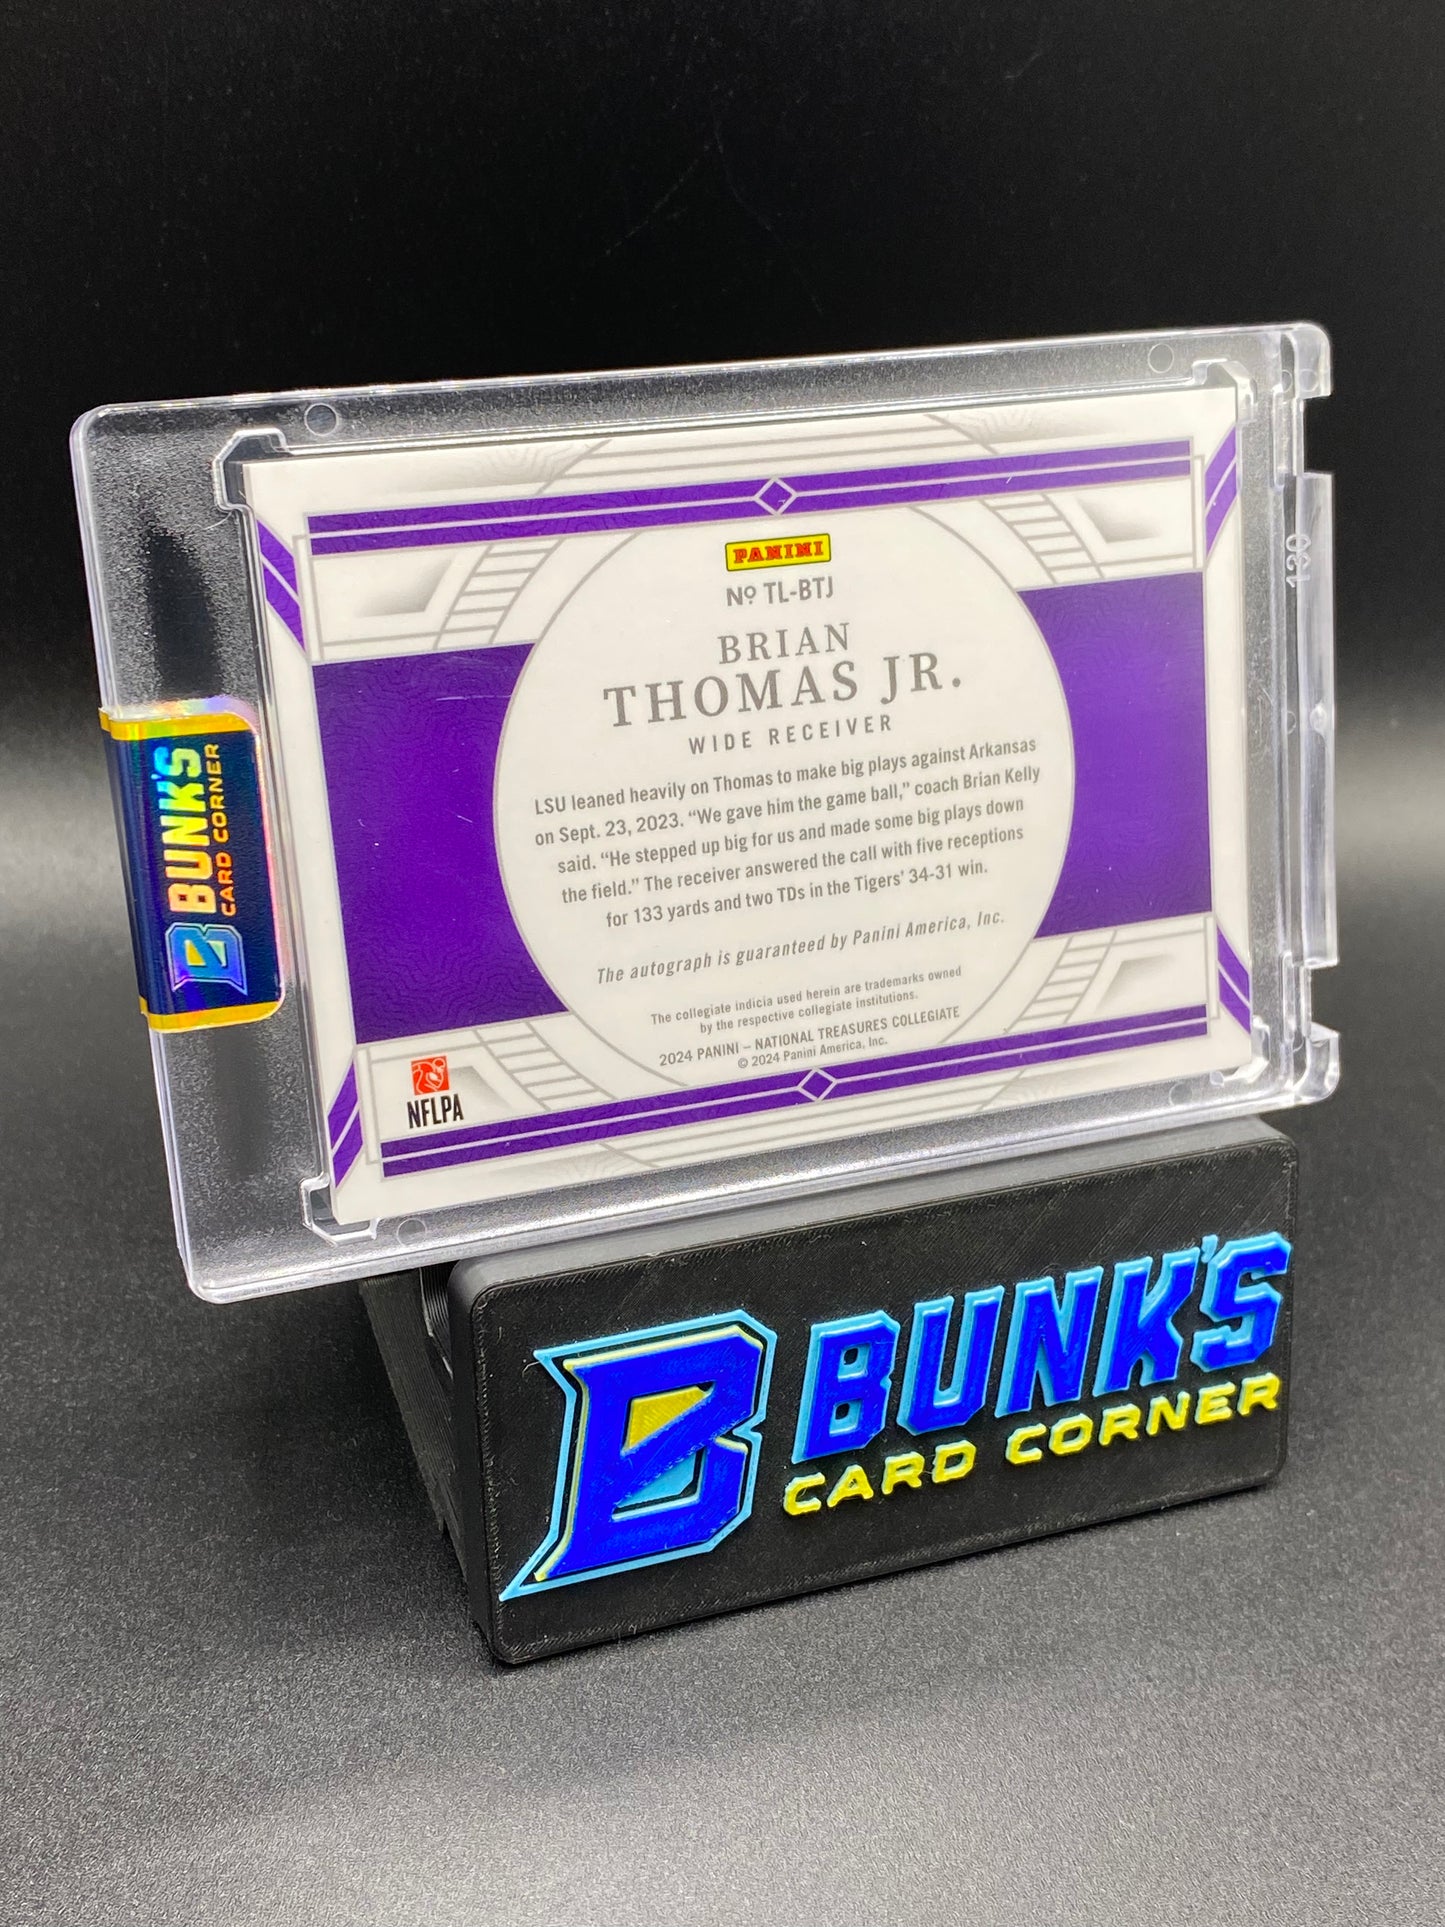 PANINI
Nº TL-BTJ
BRIAN
THOMAS JR.
WIDE RECEIVER
LSU leaned heavily on Thomas to make big plays against Arkansas
on Sept. 23, 2023. “We gave him the game ball,” coach Brian Kelly
said. “He stepped up big for us and made some big plays down
the field.” The receiver answered the call with five receptions
for 133 yards and two TDs in the Tigers’ 34-31 win.
The autograph is guaranteed by Panini America, Inc.
The collegiate indicia used herein are trademarks owned
by the respective collegiate institutions.
2024 PANINI – NATIONAL TREASURES COLLEGIATE
© 2024 Panini America, Inc.
NFLPA
130
B BUNK'S
CARD CORNER
B BUNK'S
CARD CORNER